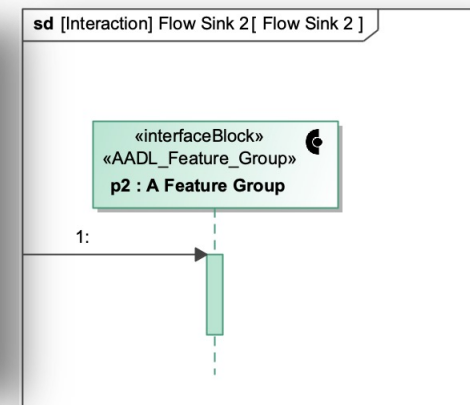 sd [Interaction] Flow Sink 2[ Flow Sink 2 ]
«interfaceBlock»
«AADL_Feature_Group»
p2 : A Feature Group
1: